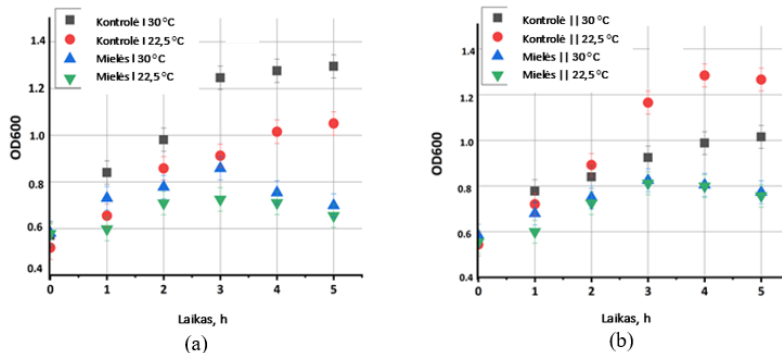 Kontrolė I 30 °C
Kontrolė I 22,5 °C
Mielės I 30 °C
Mielės I 22,5 °C
1.4
1.2
1.0
0.8
0.6
0.4
OD600
0 1 2 3 4 5
Laikas, h
(a)
Kontrolė || 30 °C
Kontrolė || 22,5 °C
Mielės || 30 °C
Mielės || 22,5 °C
1.4
1.2
1.0
0.8
0.6
0.4
OD600
0 1 2 3 4 5
Laikas, h
(b)